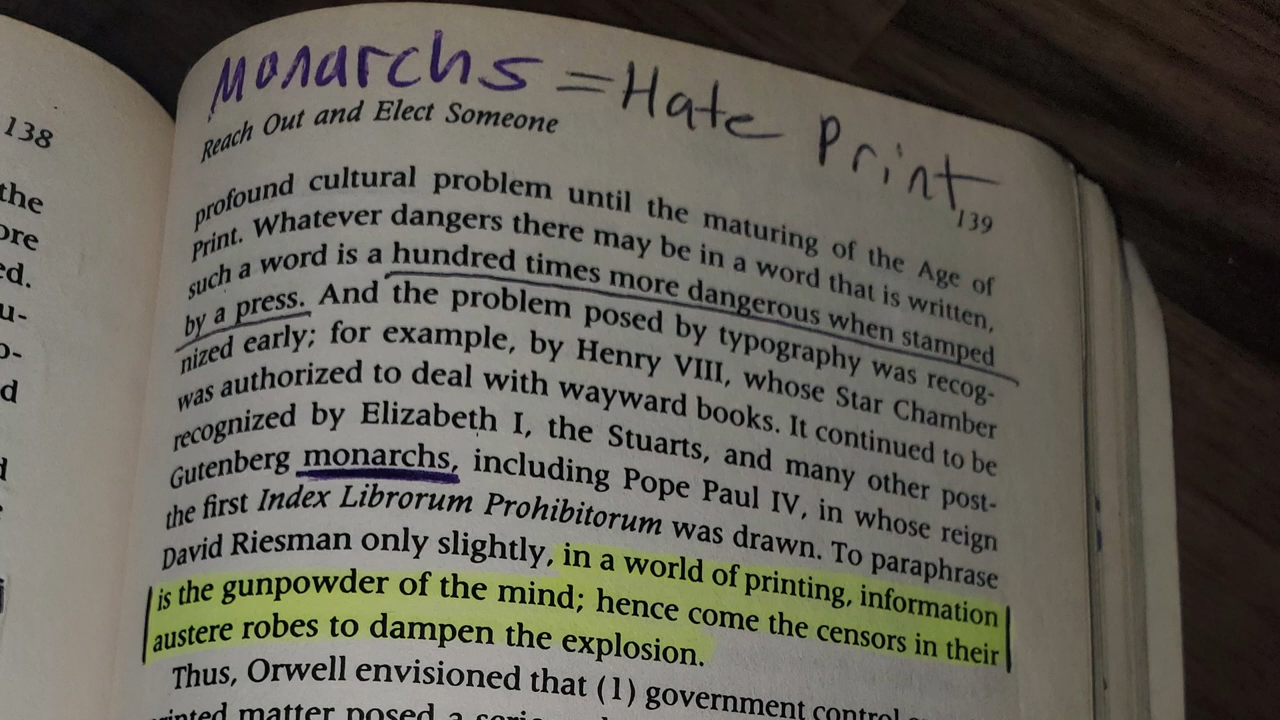 138
the
ed.
Monarchs = Hate Print
Reach Out and Elect Someone
139
profound cultural problem until the maturing of the Age of
Print. Whatever dangers there may be in a word that is written,
such a word is a hundred times more dangerous when stamped
by a press. And the problem posed by typography was recog-
nized early; for example, by Henry VIII, whose Star Chamber
was authorized to deal with wayward books. It continued to be
recognized by Elizabeth I, the Stuarts, and many other post-
Gutenberg monarchs, including Pope Paul IV, in whose reign
the first Index Librorum Prohibitorum was drawn. To paraphrase
David Riesman only slightly, in a world of printing, information
is the gunpowder of the mind; hence come the censors in their
austere robes to dampen the explosion.
Thus, Orwell envisioned that (1) government control
matter posed a